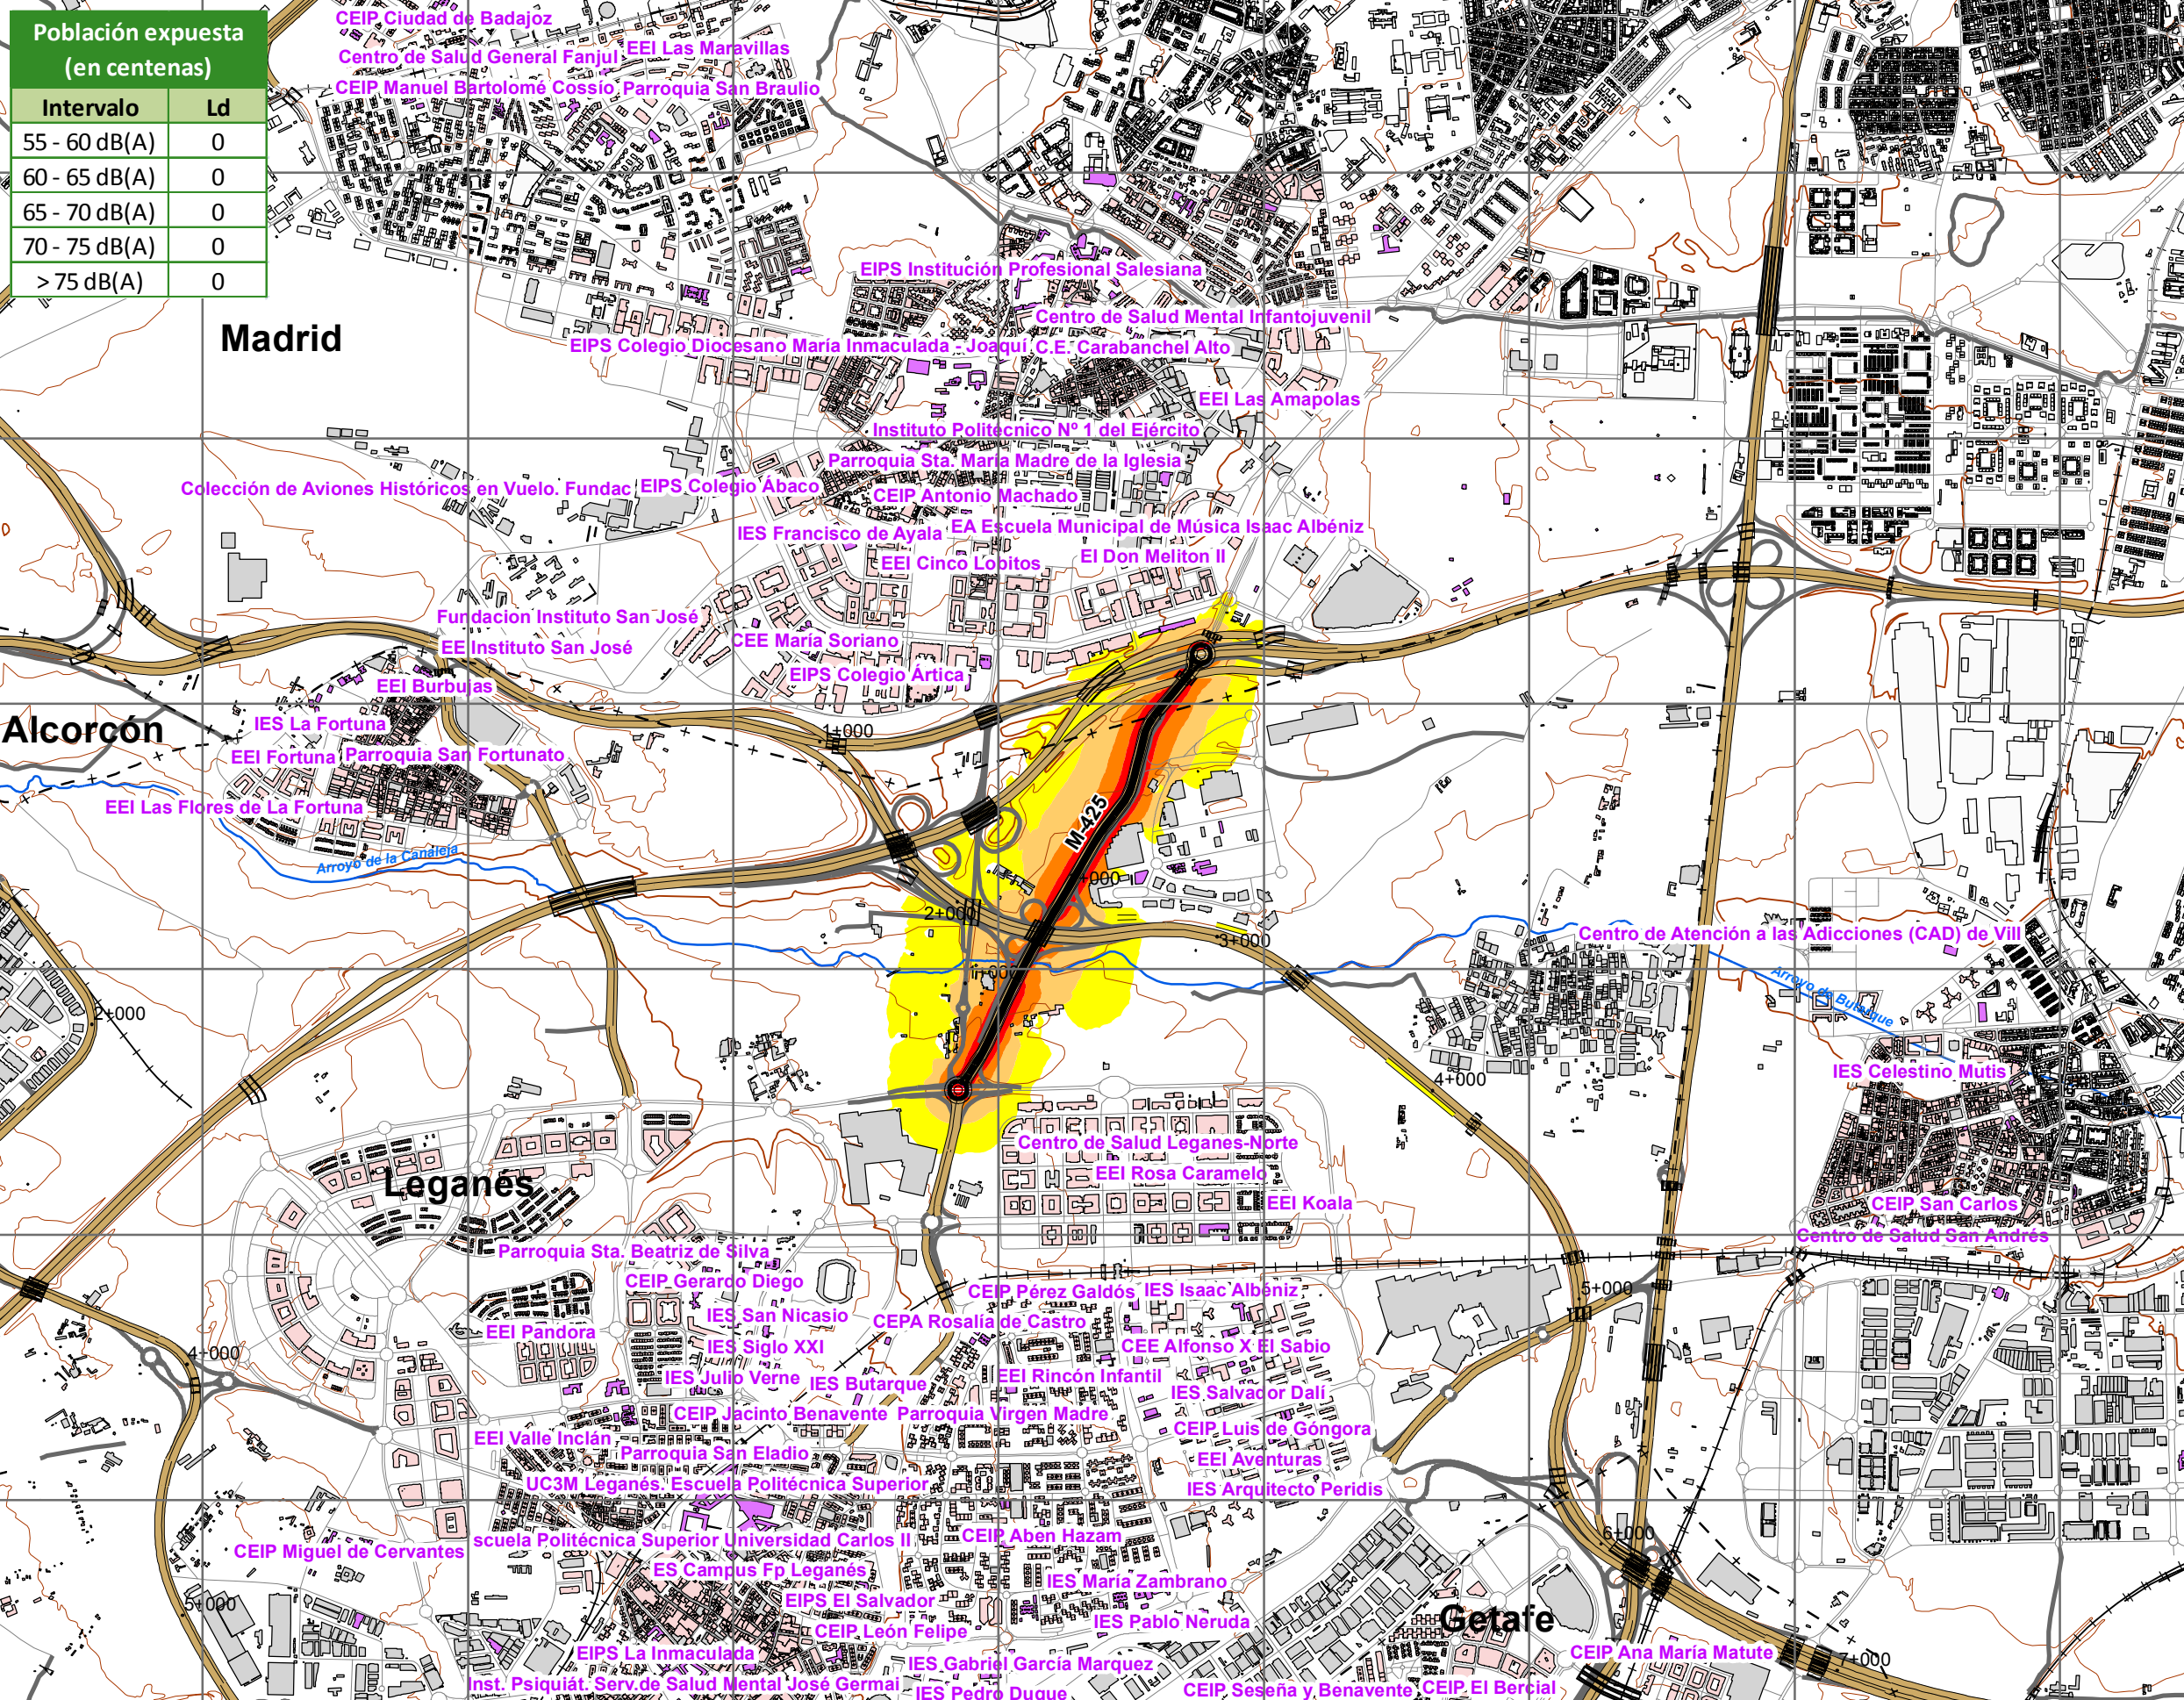 Población expuesta
(en centenas)
Intervalo Ld
55 - 60 dB(A) 0
60 - 65 dB(A) 0
65 - 70 dB(A) 0
70 - 75 dB(A) 0
> 75 dB(A) 0
CEIP Ciudad de Badajoz
EEI Las Maravillas
Centro de Salud General Fanjul
CEIP Manuel Bartolomé Cossío
Parroquia San Braulio
EIPS Institución Profesional Salesiana
Centro de Salud Mental Infantojuvenil
Madrid
EIPS Colegio Diocesano María Inmaculada - Joaquí
C.E. Carabanchel Alto
EEI Las Amapolas
Instituto Politécnico Nº 1 del Ejército
Parroquia Sta. María Madre de la Iglesia
Colección de Aviones Históricos en Vuelo. Fundac
EIPS Colegio Ábaco
CEIP Antonio Machado
EA Escuela Municipal de Música Isaac Albéniz
IES Francisco de Ayala
EI Don Meliton II
EEI Cinco Lobitos
Fundacion Instituto San José
CEE María Soriano
EE Instituto San José
EIPS Colegio Ártica
EEI Burbujas
IES La Fortuna
Alcorcón
1+000
EEI Fortuna
Parroquia San Fortunato
EEI Las Flores de La Fortuna
M-425
Arroyo de la Canaleja
+000
2+000
3+000
Centro de Atención a las Adicciones (CAD) de Vill
1+000
Arroyo de Butarque
2+000
IES Celestino Mutis
4+000
Centro de Salud Leganes-Norte
EEI Rosa Caramelo
Leganés
EEI Koala
CEIP San Carlos
Centro de Salud San Andrés
Parroquia Sta. Beatriz de Silva
CEIP Gerardo Diego
5+000
CEIP Pérez Galdós
IES Isaac Albéniz
IES San Nicasio
CEPA Rosalía de Castro
EEI Pandora
IES Siglo XXI
CEE Alfonso X El Sabio
4+000
IES Julio Verne
IES Butarque
EEI Rincón Infantil
IES Salvador Dalí
CEIP Jacinto Benavente
Parroquia Virgen Madre
CEIP Luis de Góngora
EEI Valle Inclán
Parroquia San Eladio
EEI Aventuras
UC3M Leganés. Escuela Politécnica Superior
IES Arquitecto Peridis
6+000
scuela Politécnica Superior Universidad Carlos II
CEIP Aben Hazam
CEIP Miguel de Cervantes
ES Campus Fp Leganés
IES María Zambrano
5+000
EIPS El Salvador
IES Pablo Neruda
Getafe
CEIP León Felipe
EIPS La Inmaculada
IES Gabriel García Marquez
CEIP Ana María Matute
7+000
Inst. Psiquiát. Serv.de Salud Mental José Germai
IES Pedro Duque
CEIP Seseña y Benavente
CEIP El Bercial